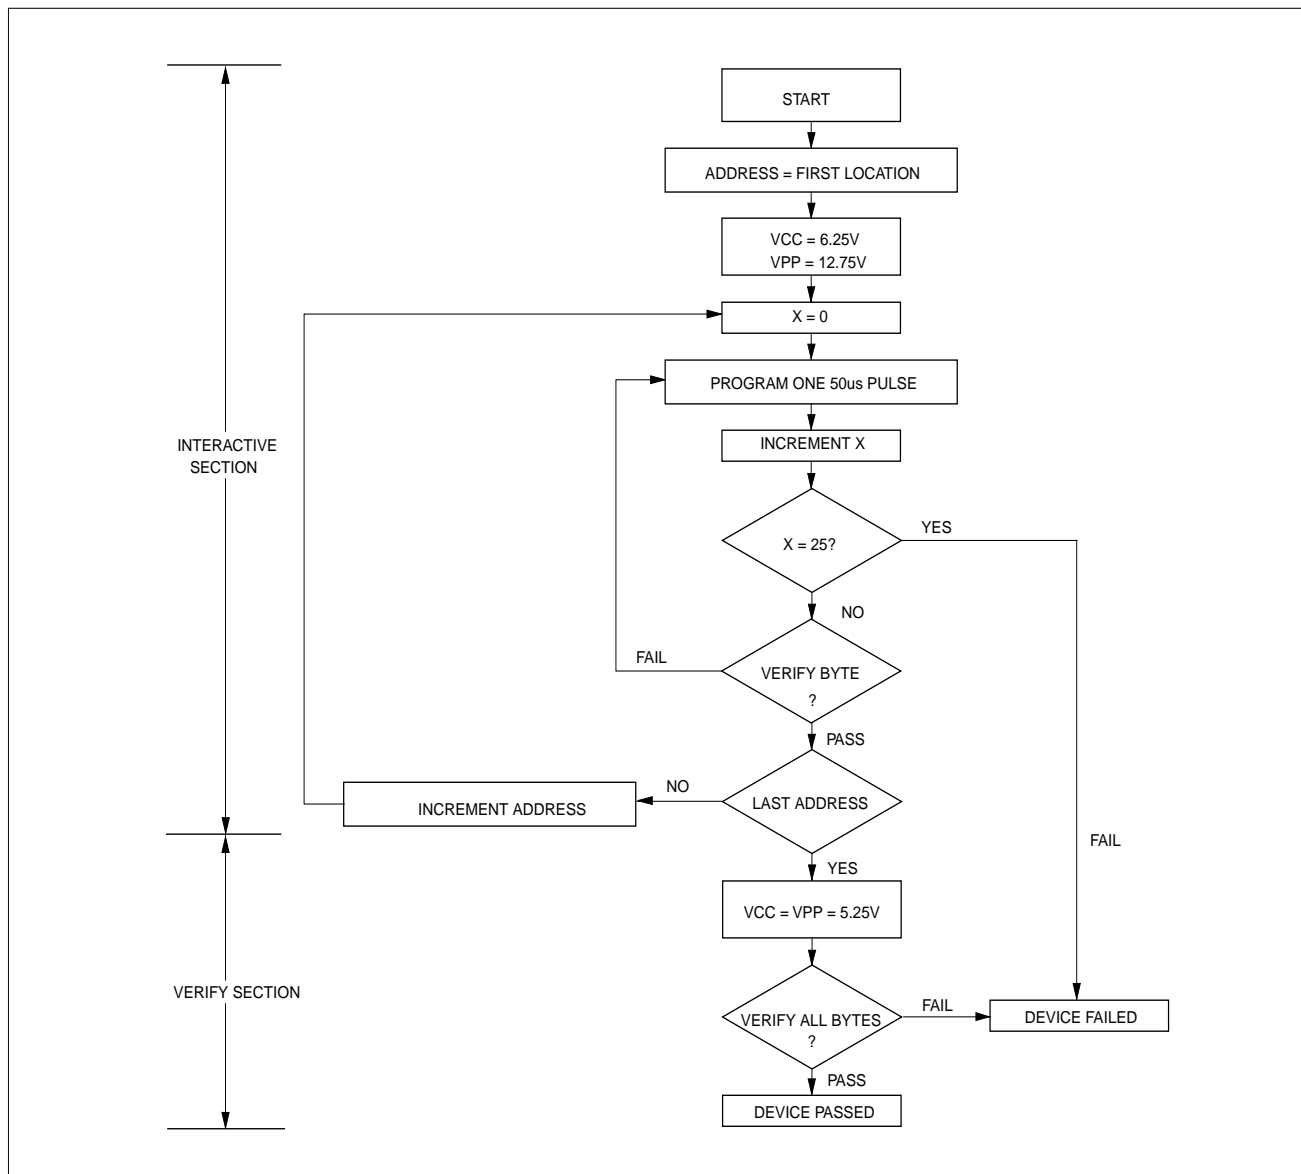 START
ADDRESS = FIRST LOCATION
VCC = 6.25V
VPP = 12.75V
X = 0
PROGRAM ONE 50us PULSE
INCREMENT X
INTERACTIVE
SECTION
X = 25?
YES
NO
FAIL
VERIFY BYTE
?
PASS
NO
LAST ADDRESS
INCREMENT ADDRESS
FAIL
YES
VCC = VPP = 5.25V
VERIFY SECTION
VERIFY ALL BYTES
?
FAIL
DEVICE FAILED
PASS
DEVICE PASSED